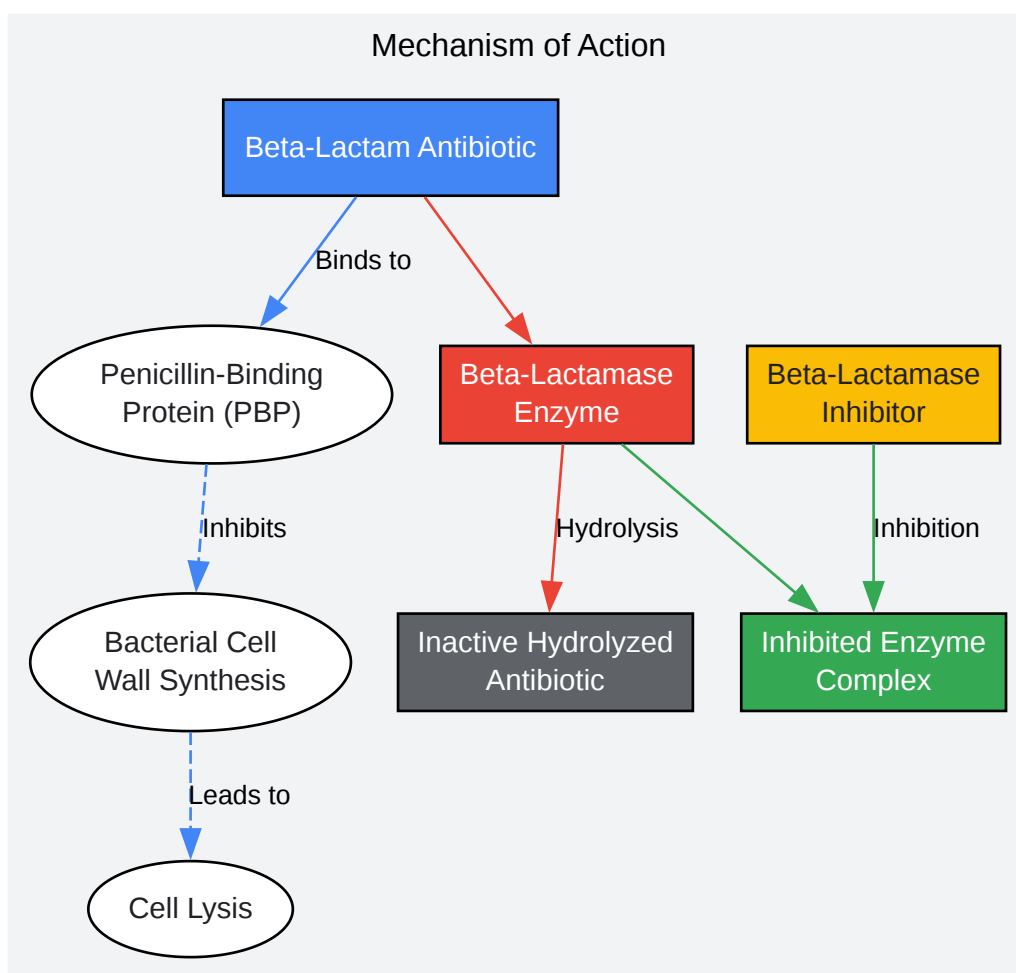 Mechanism of Action
Beta-Lactam Antibiotic
Binds to
Penicillin-Binding
Protein (PBP)
Beta-Lactamase
Enzyme
Beta-Lactamase
Inhibitor
Inhibits
Hydrolysis
Inhibition
Bacterial Cell
Wall Synthesis
Inactive Hydrolyzed
Antibiotic
Inhibited Enzyme
Complex
Leads to
Cell Lysis